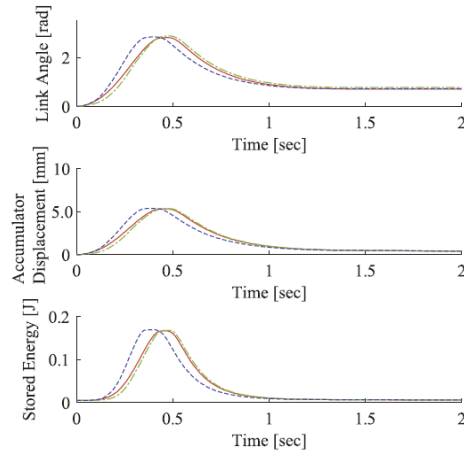 Link Angle [rad]
2
0
0 0.5 1 1.5 2
Time [sec]
Accumulator
Displacement [mm]
10
5.0
0
0 0.5 1 1.5 2
Time [sec]
Stored Energy [J]
0.2
0.1
0
0 0.5 1 1.5 2
Time [sec]